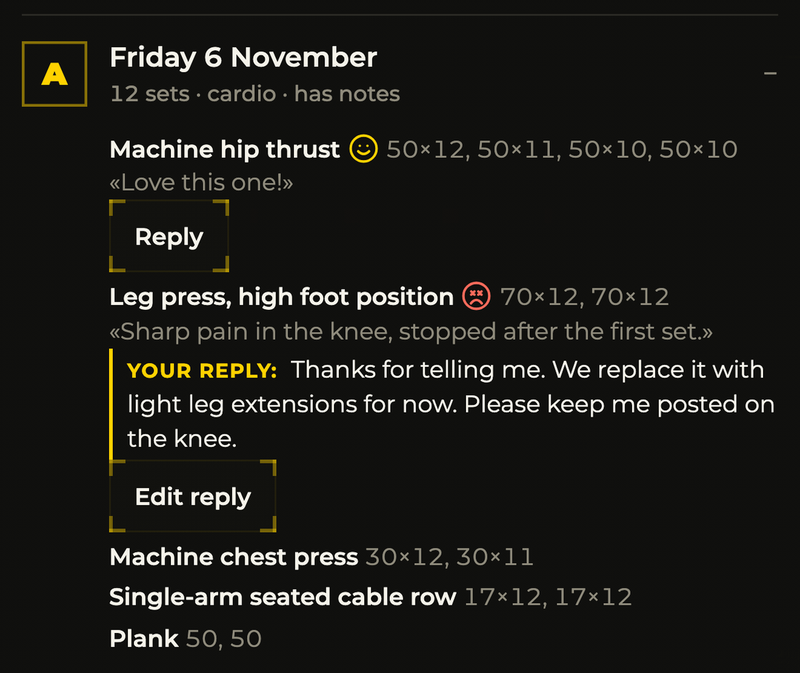 A
Friday 6 November
12 sets · cardio · has notes
Machine hip thrust 50×12, 50×11, 50×10, 50×10
«Love this one!»
Reply
Leg press, high foot position 70×12, 70×12
«Sharp pain in the knee, stopped after the first set.»
YOUR REPLY: Thanks for telling me. We replace it with
light leg extensions for now. Please keep me posted on
the knee.
Edit reply
Machine chest press 30×12, 30×11
Single-arm seated cable row 17×12, 17×12
Plank 50, 50